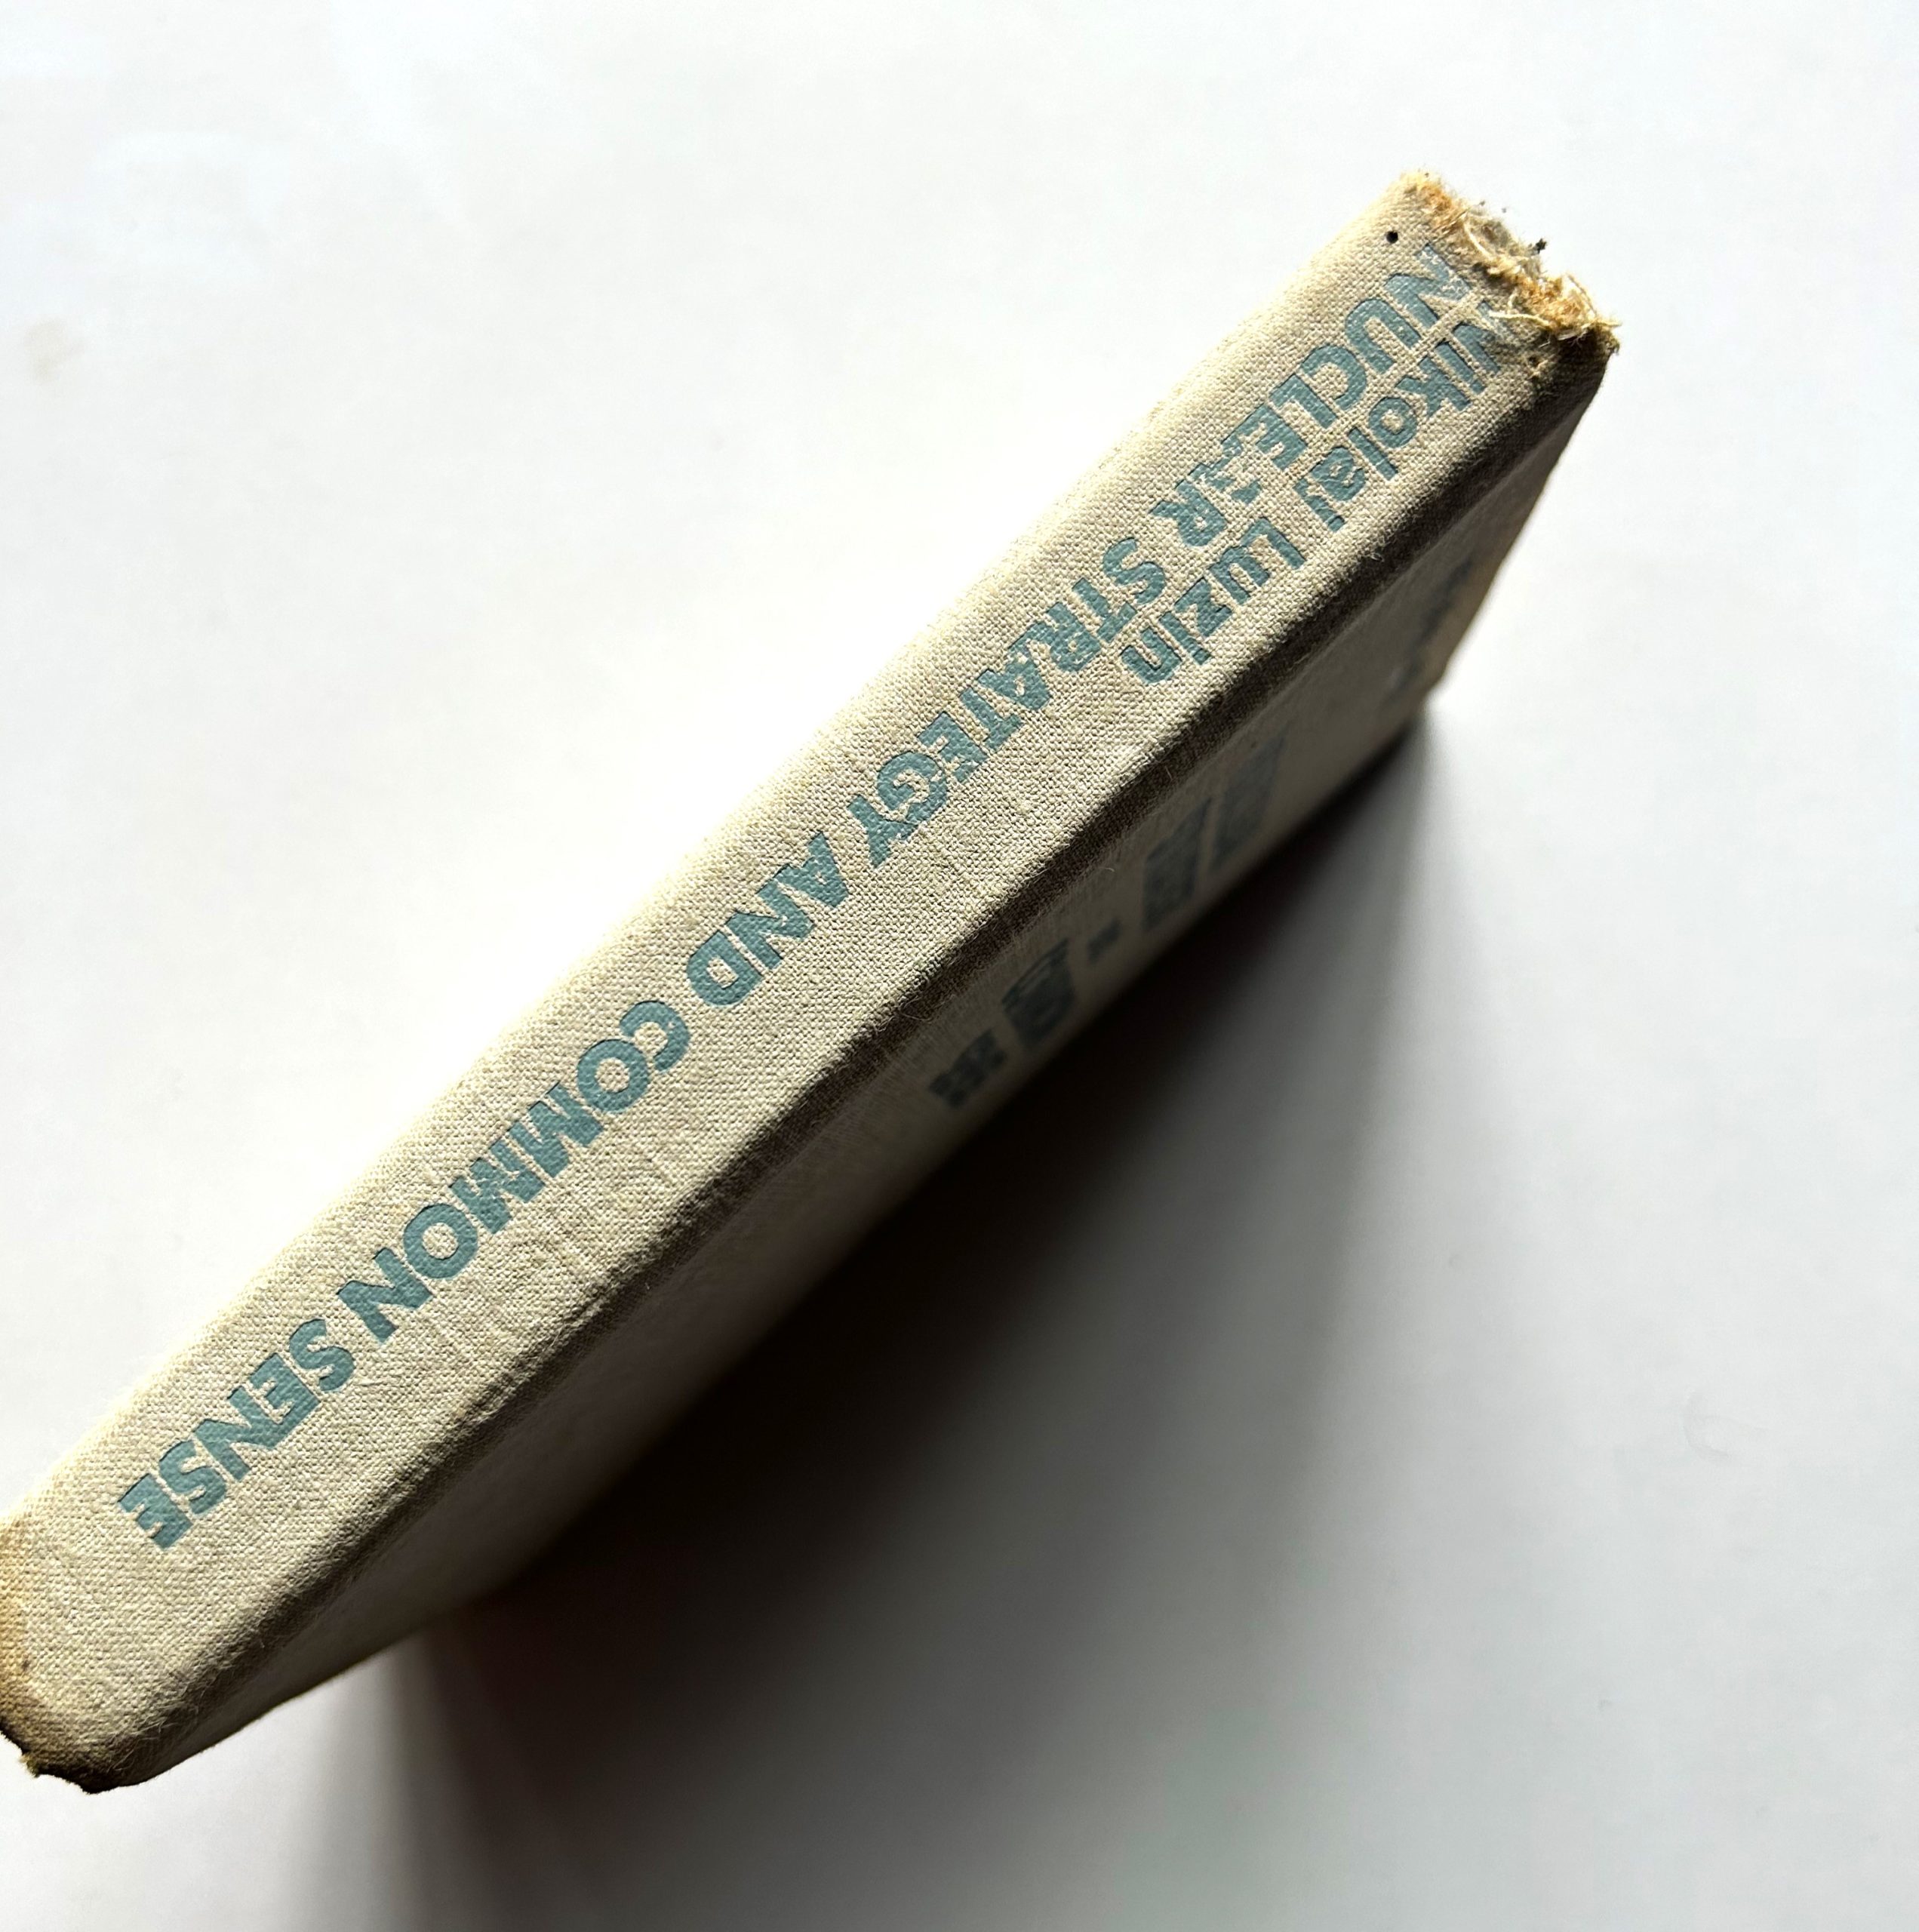 Nikolai Luzin
NUCLEAR STRATEGY AND COMMON SENSE